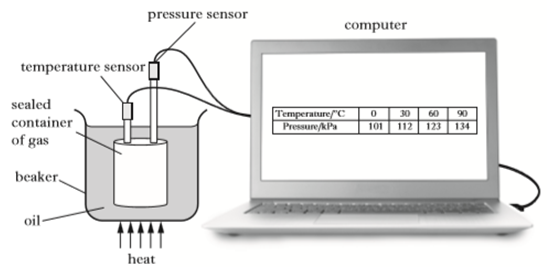 pressure sensor
computer
temperature sensor
sealed
container
of gas
beaker
oil
heat
Temperature/°C 0 30 60 90
Pressure/kPa 101 112 123 134